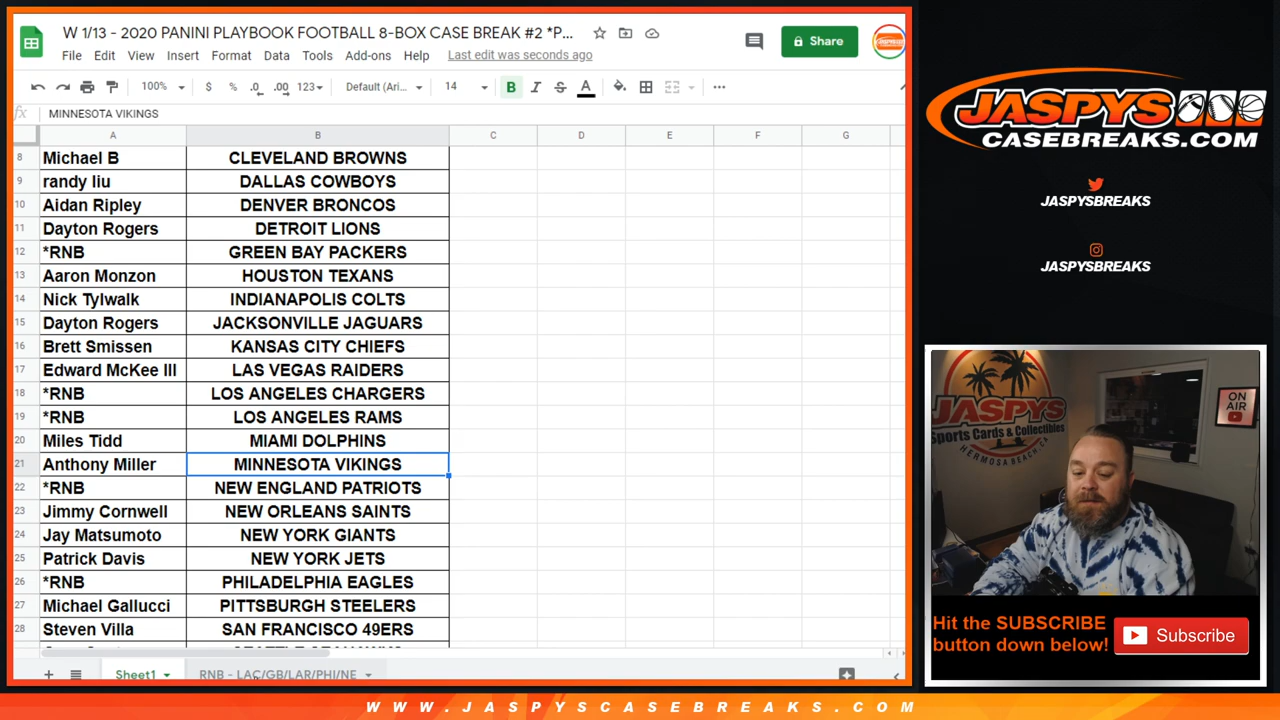 W 1/13 - 2020 PANINI PLAYBOOK FOOTBALL 8-BOX CASE BREAK #2 *P...
Share
File Edit View Insert Format Data Tools Add-ons Help Last edit was seconds ago
100% $ % .0 .00 123 Default (Ari... 14 B I S A
fx MINNESOTA VIKINGS
A B C D E F G
8 Michael B CLEVELAND BROWNS
9 randy liu DALLAS COWBOYS
10 Aidan Ripley DENVER BRONCOS
11 Dayton Rogers DETROIT LIONS
12 *RNB GREEN BAY PACKERS
13 Aaron Monzon HOUSTON TEXANS
14 Nick Tylwalk INDIANAPOLIS COLTS
15 Dayton Rogers JACKSONVILLE JAGUARS
16 Brett Smissen KANSAS CITY CHIEFS
17 Edward McKee III LAS VEGAS RAIDERS
18 *RNB LOS ANGELES CHARGERS
19 *RNB LOS ANGELES RAMS
20 Miles Tidd MIAMI DOLPHINS
21 Anthony Miller MINNESOTA VIKINGS
22 *RNB NEW ENGLAND PATRIOTS
23 Jimmy Cornwell NEW ORLEANS SAINTS
24 Jay Matsumoto NEW YORK GIANTS
25 Patrick Davis NEW YORK JETS
26 *RNB PHILADELPHIA EAGLES
27 Michael Gallucci PITTSBURGH STEELERS
28 Steven Villa SAN FRANCISCO 49ERS
Sheet1 RNB - LAC/GB/LAR/PHI/NE
JASPYS
CASEBREAKS.COM
JASPYSBREAKS
JASPYSBREAKS
JASPYS
Sports Cards & Collectibles
HERMOSA BEACH, CA
ON
AIR
Hit the SUBSCRIBE
button down below!
Subscribe
WWW.JASPYSCASEBREAKS.COM